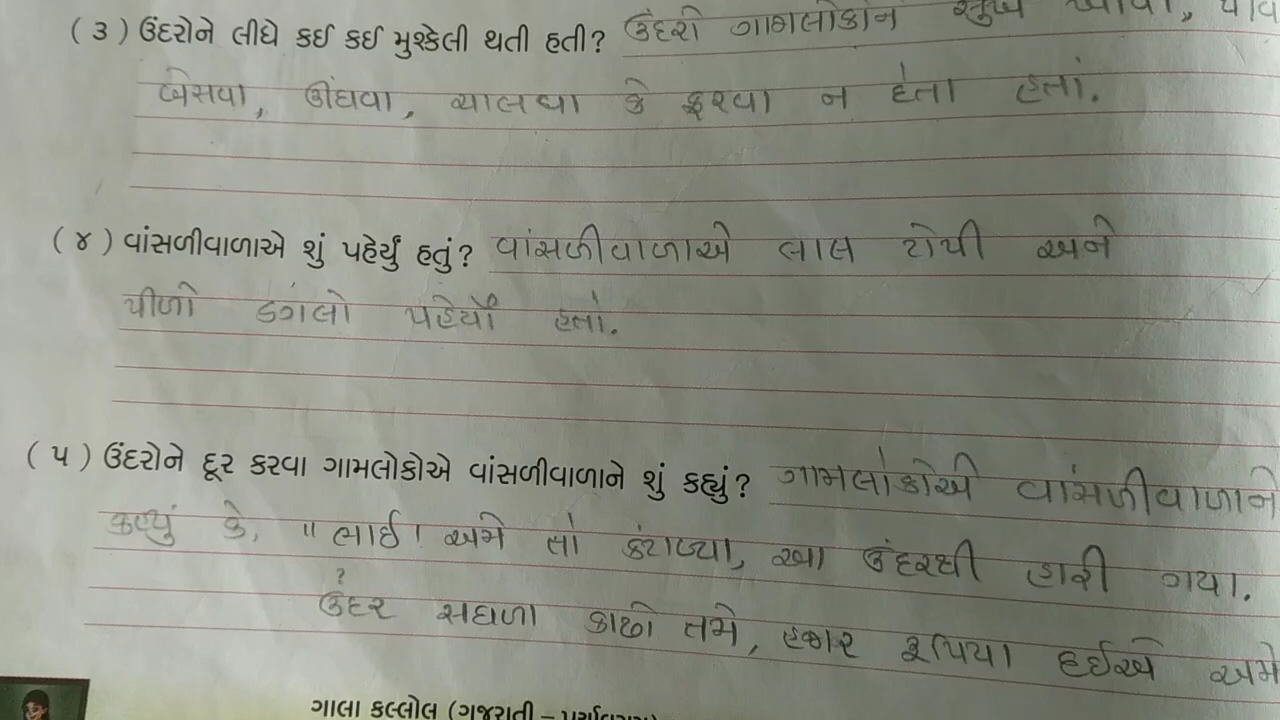 (૩) ઉંદરોને લીધે કઈ કઈ મુશ્કેલી થતી હતી? ઉંદરો ગામલોકોને
બેસવા, ઊંઘવા, ચાલવા કે ફરવા ન દેતા હતાં.
(૪) વાંસળીવાળાએ શું પહેર્યું હતું? વાંસળીવાળાએ લાલ ટોપી અને
પીળો ડગલો પહેર્યો હતો.
(૫) ઉંદરોને દૂર કરવા ગામલોકોએ વાંસળીવાળાને શું કહ્યું? ગામલોકોએ વાંસળીવાળાને
કહ્યું કે, "ભાઈ! અમે તો કંટાળ્યા, આ ઉંદરથી હારી ગયા.
?
ઉંદર સઘળા કાઢો તમે, હજાર રૂપિયા દઈએ અમે
ગાલા કલ્લોલ (ગુજરાતી –